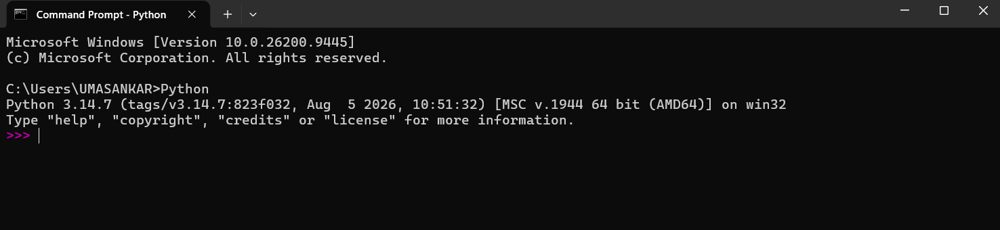 Command Prompt - Python
Microsoft Windows [Version 10.0.26200.9445]
(c) Microsoft Corporation. All rights reserved.
C:\Users\UMASANKAR>Python
Python 3.14.7 (tags/v3.14.7:823f032, Aug  5 2026, 10:51:32) [MSC v.1944 64 bit (AMD64)] on win32
Type "help", "copyright", "credits" or "license" for more information.
>>>